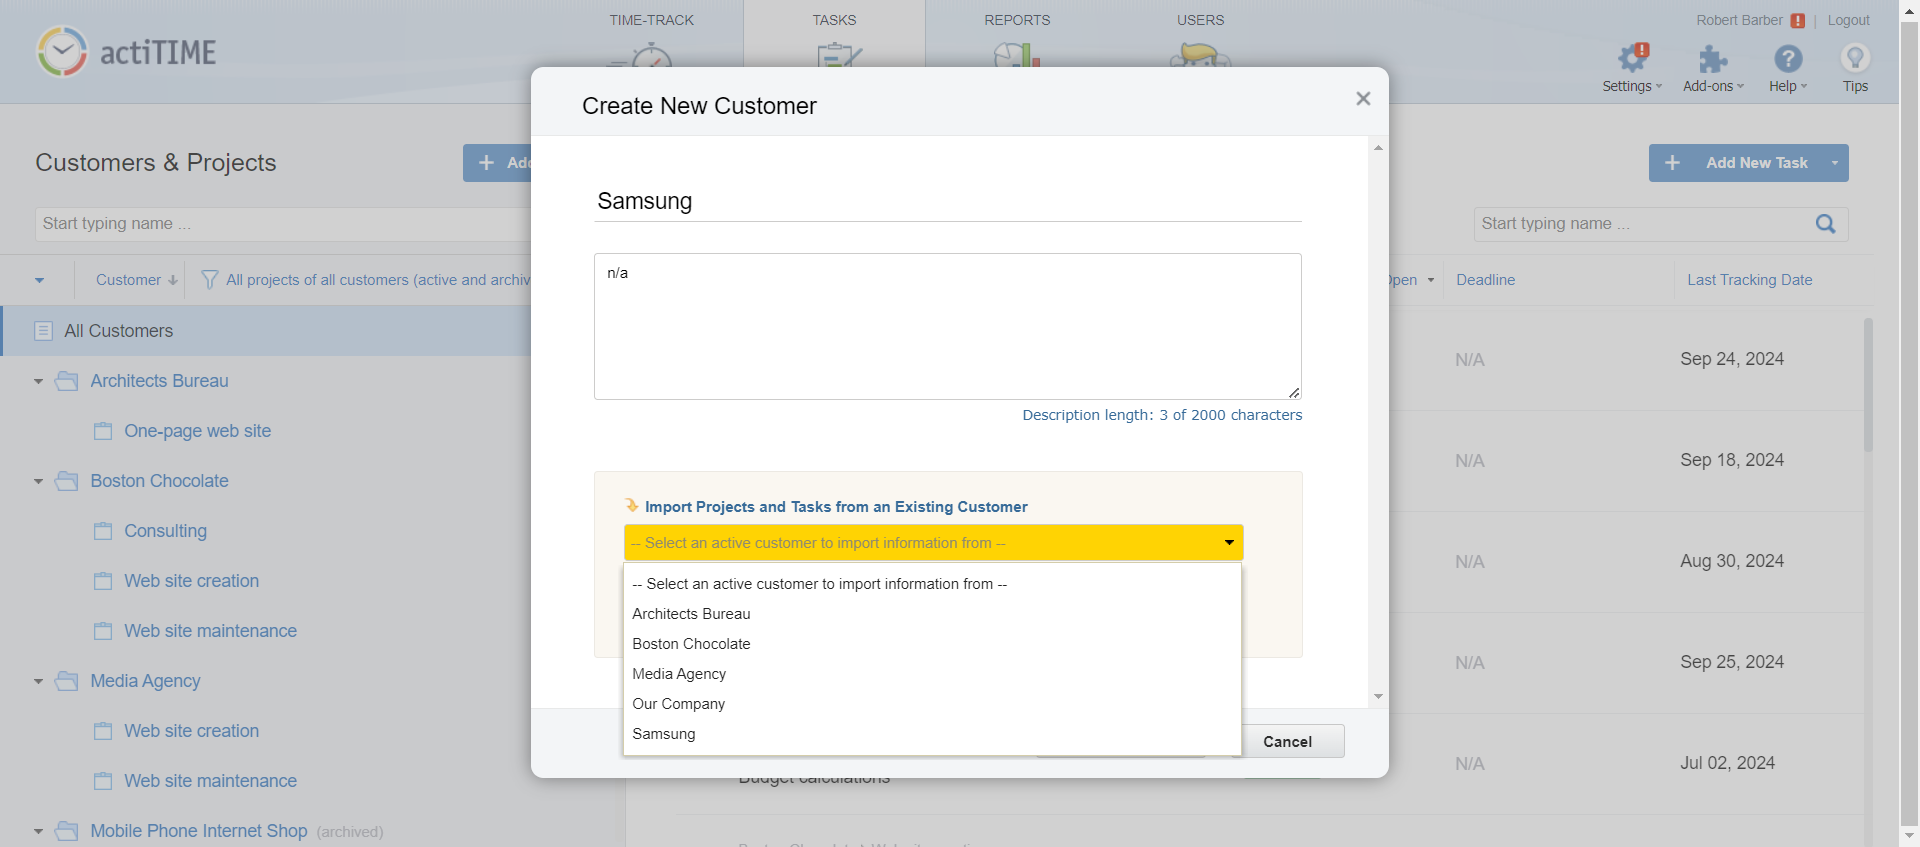 TIME-TRACK
TASKS
REPORTS
USERS
Robert Barber
Logout
actiTIME
Settings
Add-ons
Help
Tips
Create New Customer
Customers & Projects
Add New Task
Samsung
Start typing name ...
Start typing name ...
n/a
Customer
All projects of all customers (active and archiv
Open
Deadline
Last Tracking Date
All Customers
Architects Bureau
One-page web site
Boston Chocolate
Consulting
Web site creation
Web site maintenance
Media Agency
Web site creation
Web site maintenance
Mobile Phone Internet Shop (archived)
Description length: 3 of 2000 characters
Import Projects and Tasks from an Existing Customer
-- Select an active customer to import information from --
-- Select an active customer to import information from --
Architects Bureau
Boston Chocolate
Media Agency
Our Company
Samsung
Cancel
N/A
Sep 24, 2024
N/A
Sep 18, 2024
N/A
Aug 30, 2024
N/A
Sep 25, 2024
Budget calculations
N/A
Jul 02, 2024